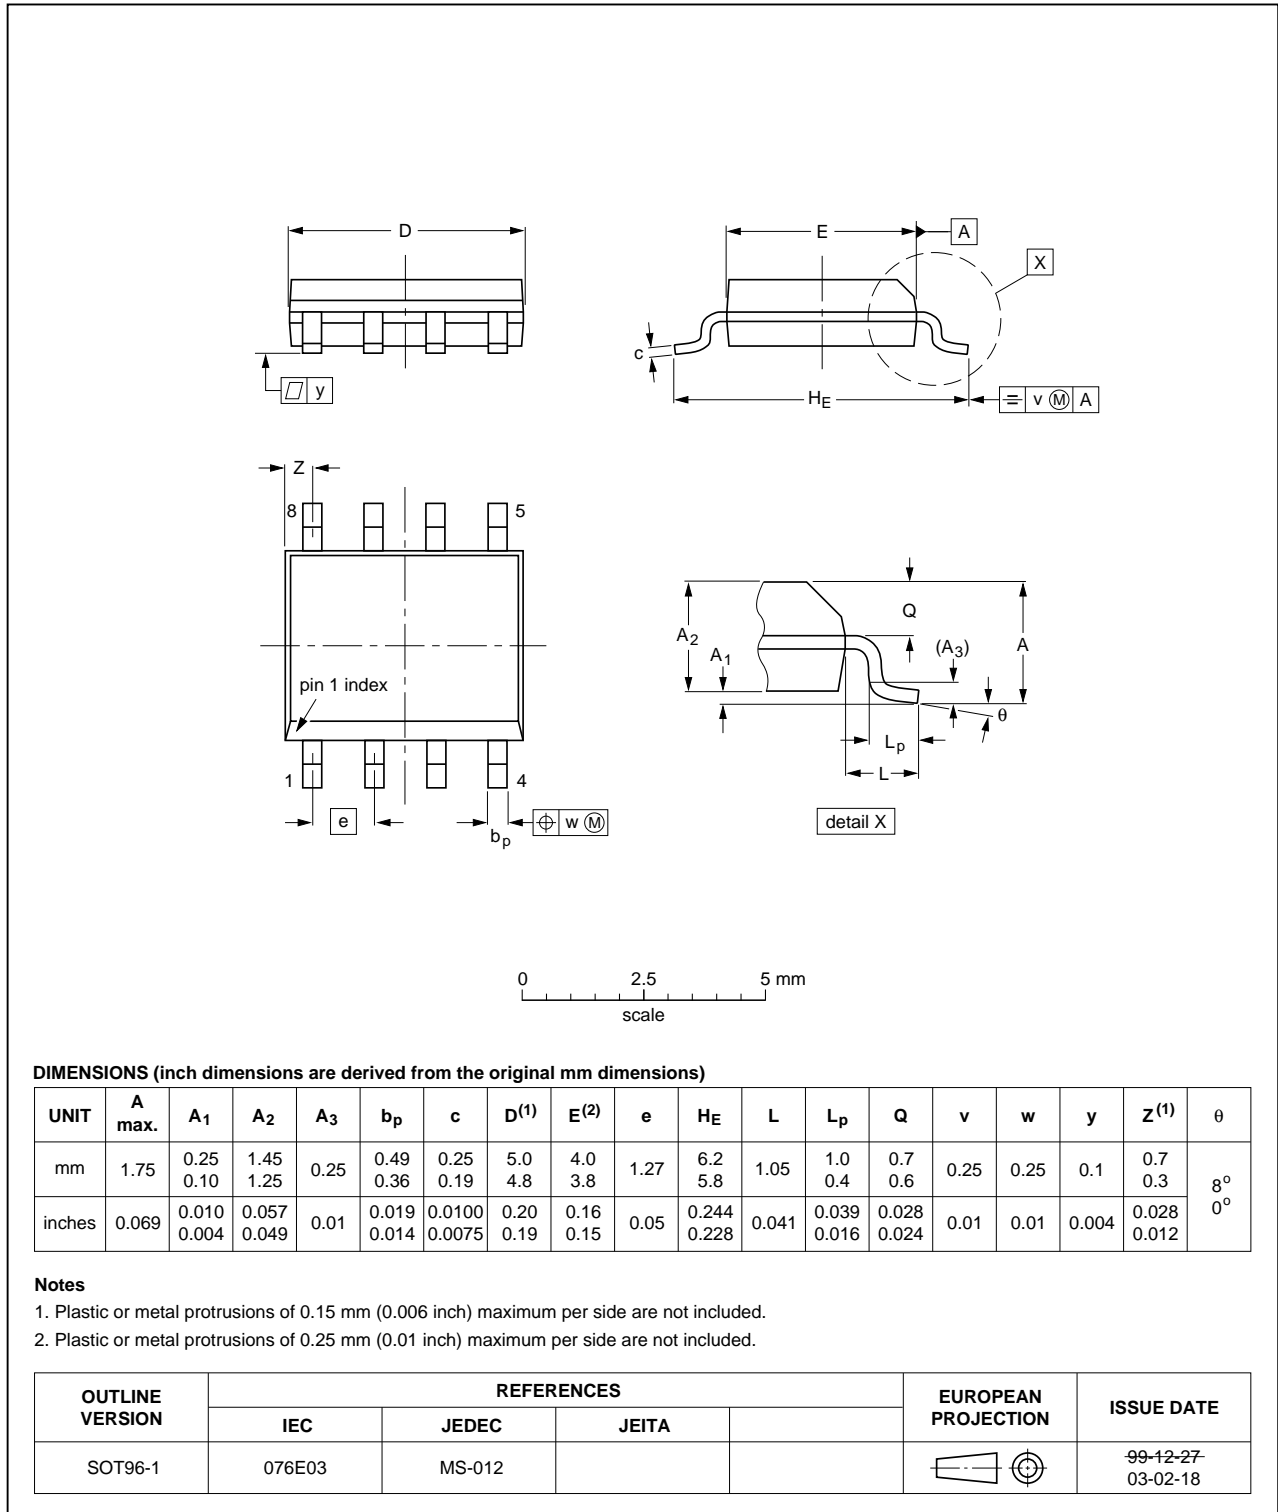 D
E
A
X
c
y
HE
v M A
Z
8
5
pin 1 index
1
4
e
bp
w M
A2
A1
Q
(A3)
A
θ
Lp
L
detail X
0 2.5 5 mm
scale
DIMENSIONS (inch dimensions are derived from the original mm dimensions)
UNIT A max. A1 A2 A3 bp c D(1) E(2) e HE L Lp Q v w y Z(1) θ
mm 1.75 0.25 0.10 1.45 1.25 0.25 0.49 0.36 0.25 0.19 5.0 4.8 4.0 3.8 1.27 6.2 5.8 1.05 1.0 0.4 0.7 0.6 0.25 0.25 0.1 0.7 0.3 8o 0o
inches 0.069 0.010 0.004 0.057 0.049 0.01 0.019 0.014 0.0100 0.0075 0.20 0.19 0.16 0.15 0.05 0.244 0.228 0.041 0.039 0.016 0.028 0.024 0.01 0.01 0.004 0.028 0.012
Notes
1. Plastic or metal protrusions of 0.15 mm (0.006 inch) maximum per side are not included.
2. Plastic or metal protrusions of 0.25 mm (0.01 inch) maximum per side are not included.
OUTLINE VERSION REFERENCES EUROPEAN PROJECTION ISSUE DATE
IEC JEDEC JEITA
SOT96-1 076E03 MS-012 99-12-27
03-02-18